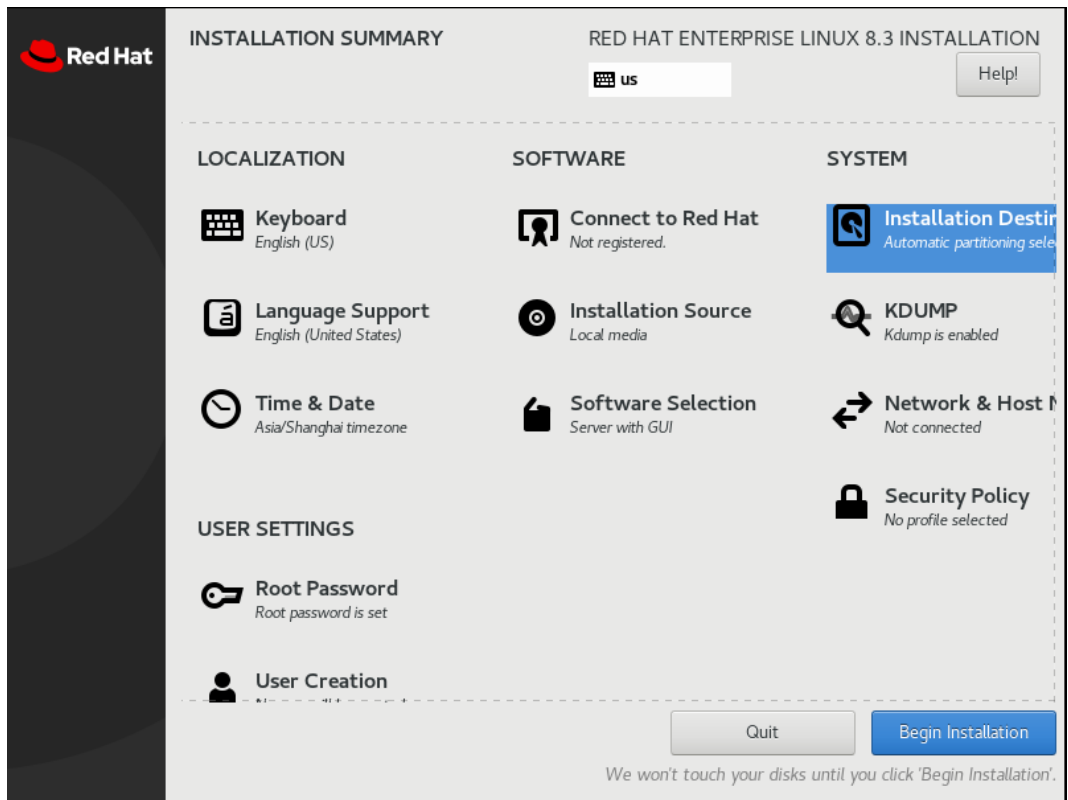 Red Hat
INSTALLATION SUMMARY
RED HAT ENTERPRISE LINUX 8.3 INSTALLATION
us
Help!
LOCALIZATION
Keyboard
English (US)
Language Support
English (United States)
Time & Date
Asia/Shanghai timezone
SOFTWARE
Connect to Red Hat
Not registered.
Installation Source
Local media
Software Selection
Server with GUI
SYSTEM
Installation Destin
Automatic partitioning sele
KDUMP
Kdump is enabled
Network & Host N
Not connected
Security Policy
No profile selected
USER SETTINGS
Root Password
Root password is set
User Creation
Quit
Begin Installation
We won't touch your disks until you click 'Begin Installation'.